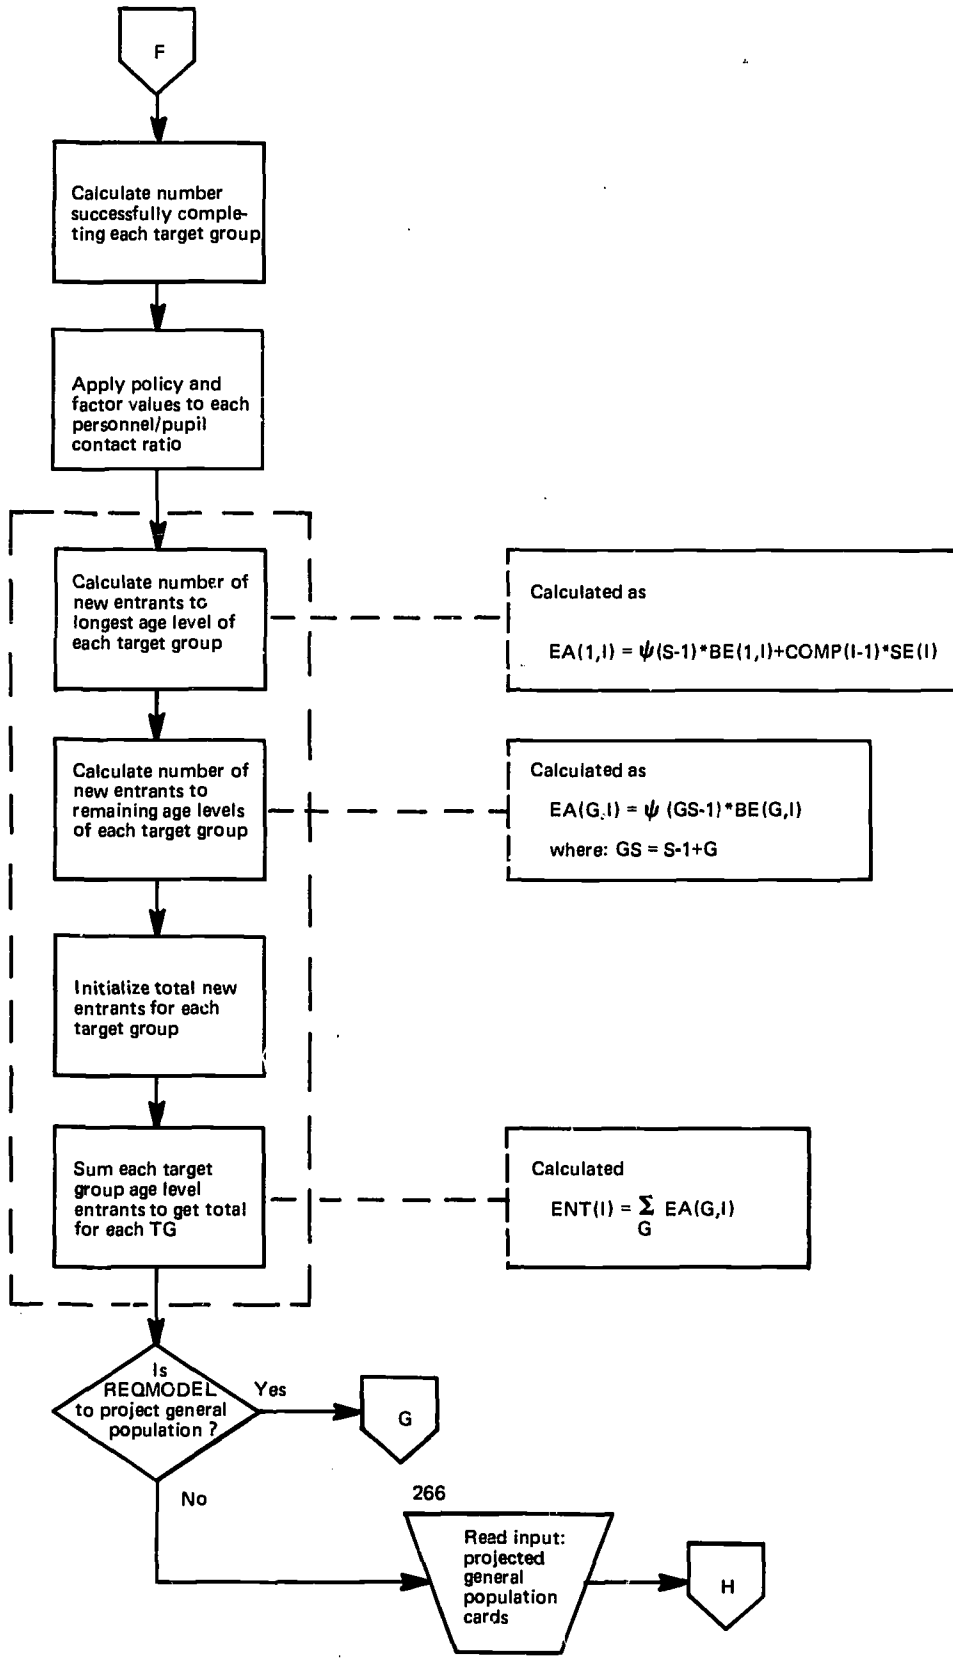 F
Calculate number
successfully comple-
ting each target group
Apply policy and
factor values to each
personnel/pupil
contact ratio
Calculate number of
new entrants to
longest age level of
each target group
Calculated as
EA(1,I) = ψ(S-1)*BE(1,I)+COMP(I-1)*SE(I)
Calculate number of
new entrants to
remaining age levels
of each target group
Calculated as
EA(G,I) = ψ (GS-1)*BE(G,I)
where: GS = S-1+G
Initialize total new
entrants for each
target group
Sum each target
group age level
entrants to get total
for each TG
Calculated
ENT(I) = Σ EA(G,I)
G
Is
REQMODEL
to project general
population ?
Yes
G
No
266
Read input:
projected
general
population
cards
H